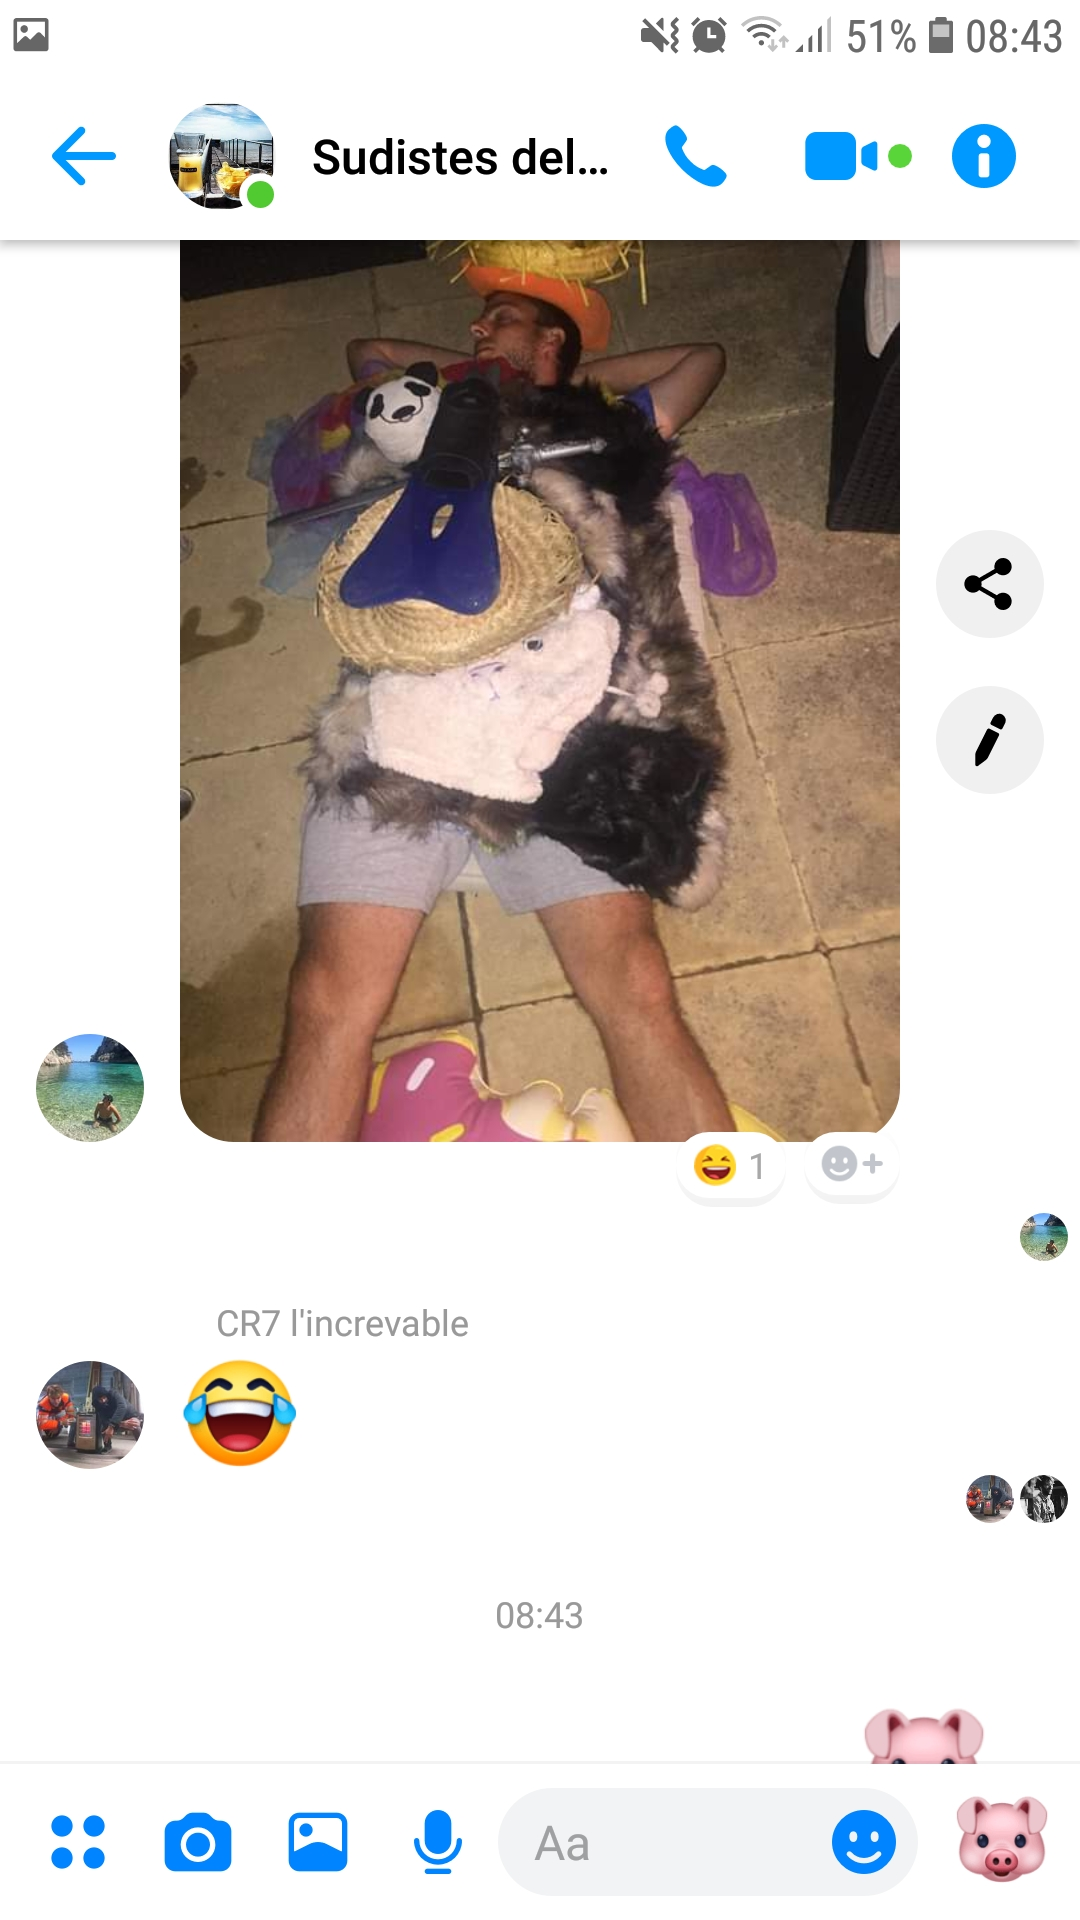 51% 08:43
Sudistes del...
1
CR7 l'increvable
08:43
Aa